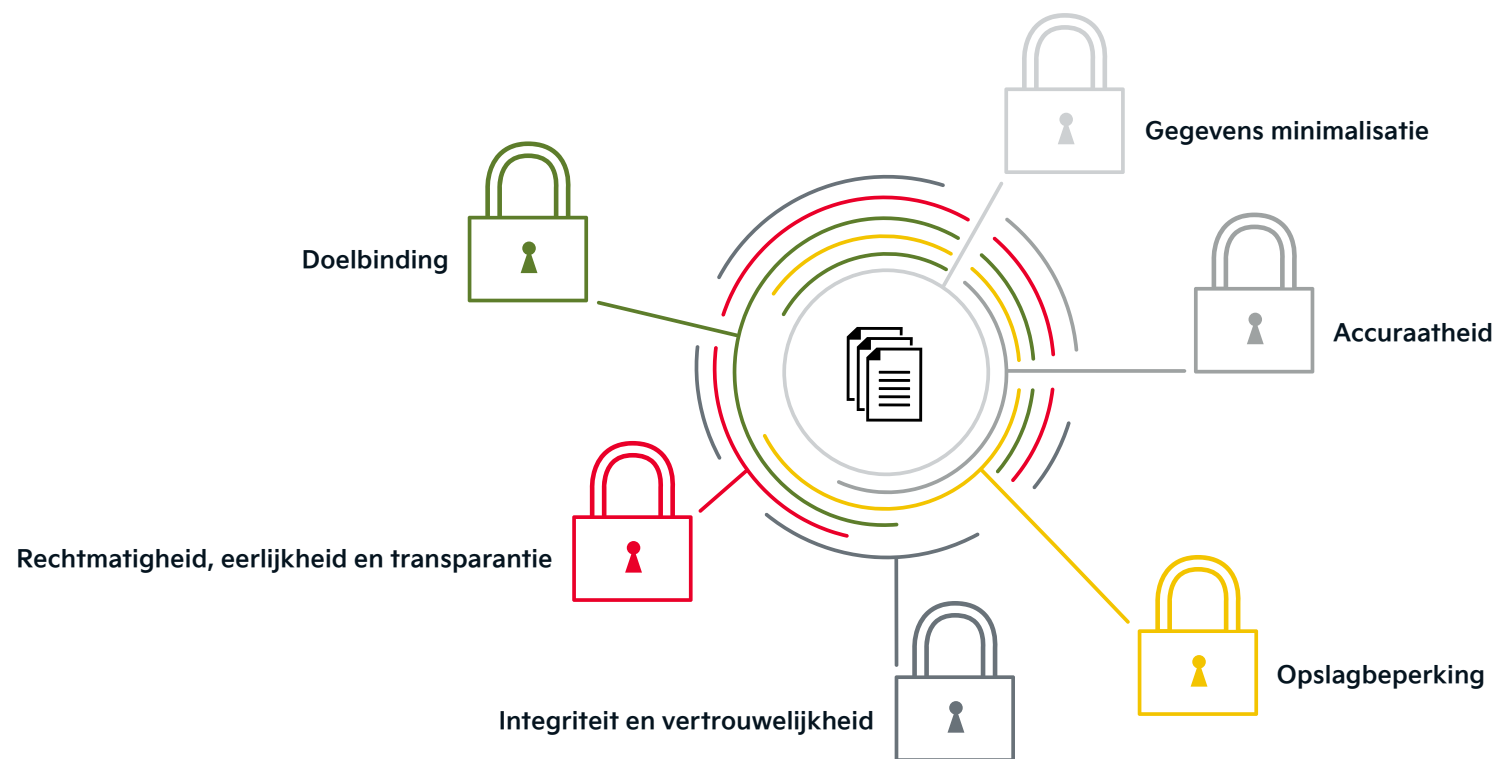 Gegevens minimalisatie
Doelbinding
Accuraatheid
Rechtmatigheid, eerlijkheid en transparantie
Opslagbeperking
Integriteit en vertrouwelijkheid